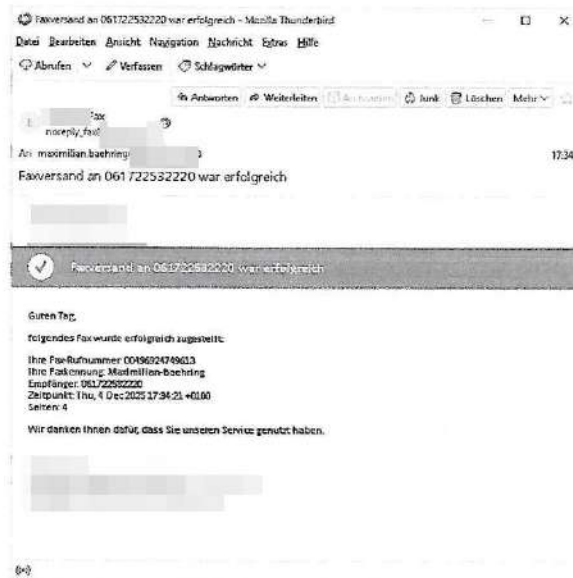 Faxversand an 061722532220 war erfolgreich - Mozilla Thunderbird
Datei Bearbeiten Ansicht Navigation Nachricht Extras Hilfe
Abrufen Verfassen Schlagwörter
Antworten Weiterleiten Archivieren Junk Löschen Mehr
Fax
noreply_fax
An maximilian.baehring
17:34
Faxversand an 061722532220 war erfolgreich
Faxversand an war erfolgreich
Guten Tag,
folgendes Fax wurde erfolgreich zugestellt:
Ihre Fax-Rufnummer:
Ihre Faxkennung: Maximilian-Baehring
Empfänger:
Zeitpunkt: Thu, 4 Dec 2025 17:34:21 +0100
Seiten: 4
Wir danken Ihnen dafür, dass Sie unseren Service genutzt haben.